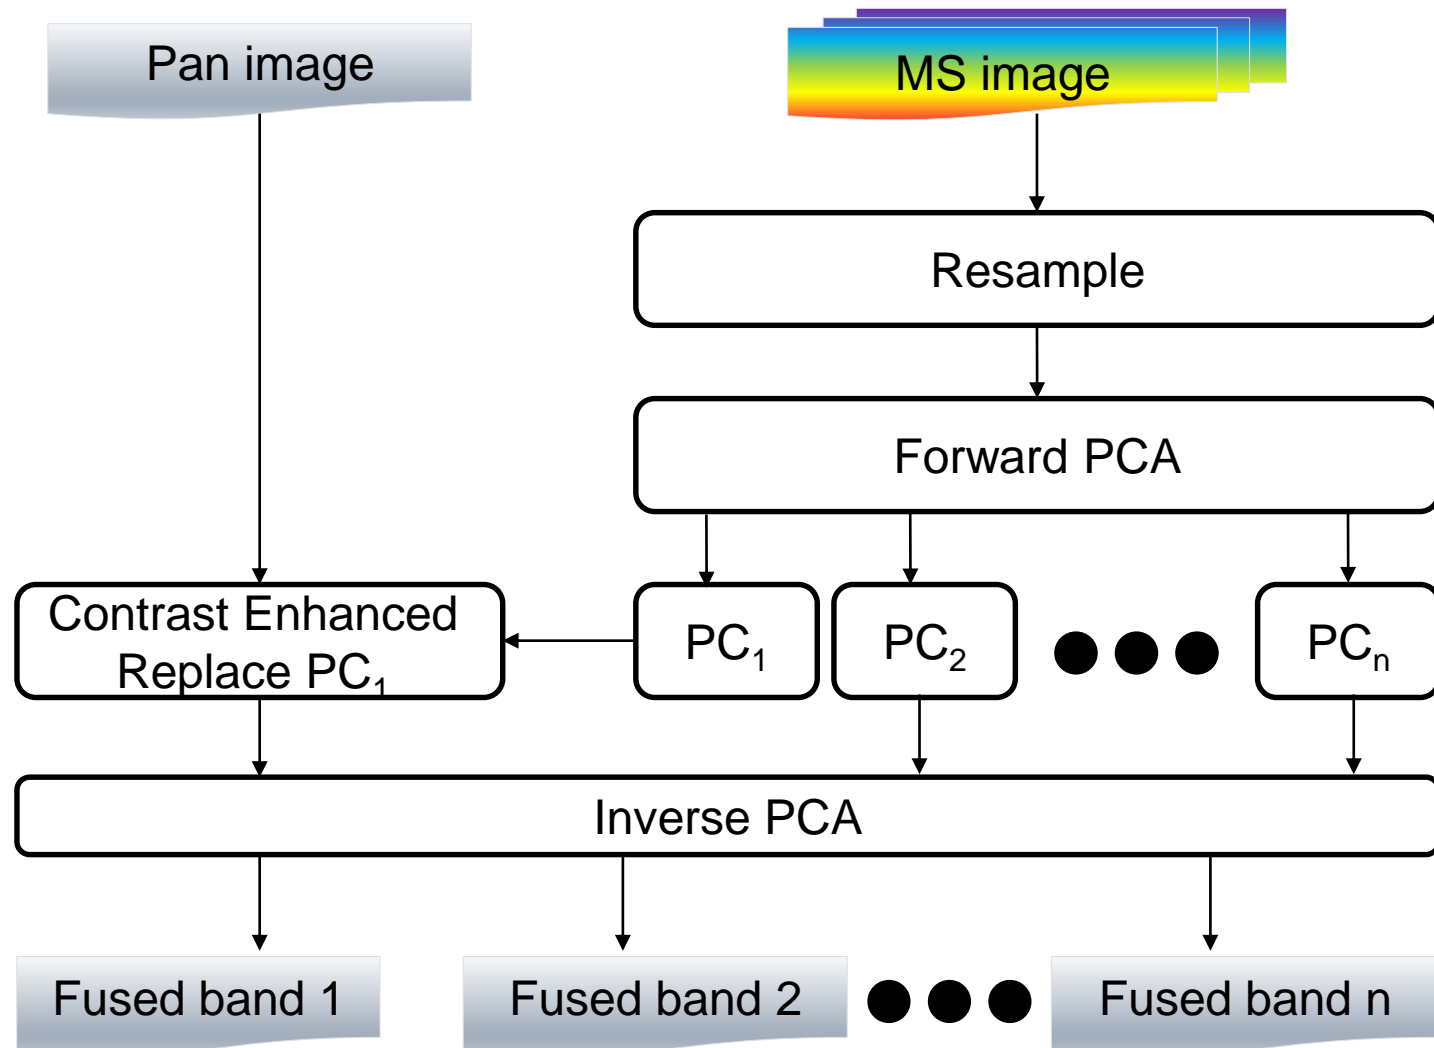 Pan image
MS image
Resample
Forward PCA
Contrast Enhanced
Replace PC₁
PC₁
PC₂
PCₙ
Inverse PCA
Fused band 1
Fused band 2
Fused band n